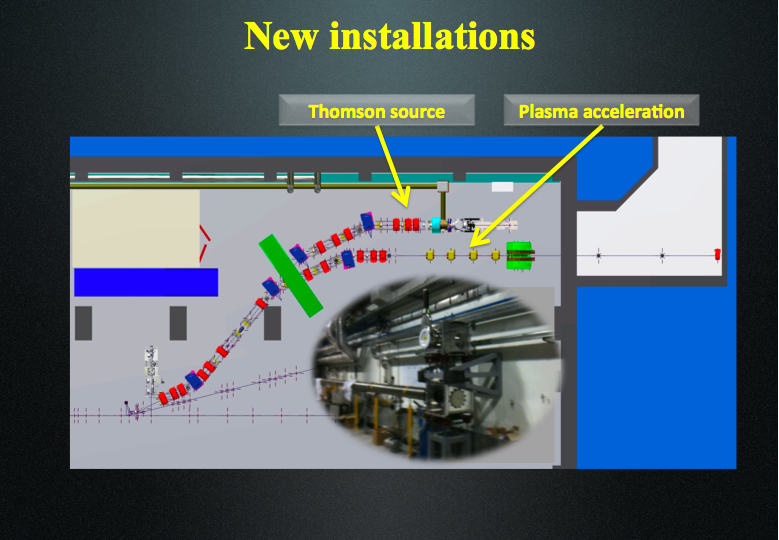 New installations
Thomson source
Plasma acceleration